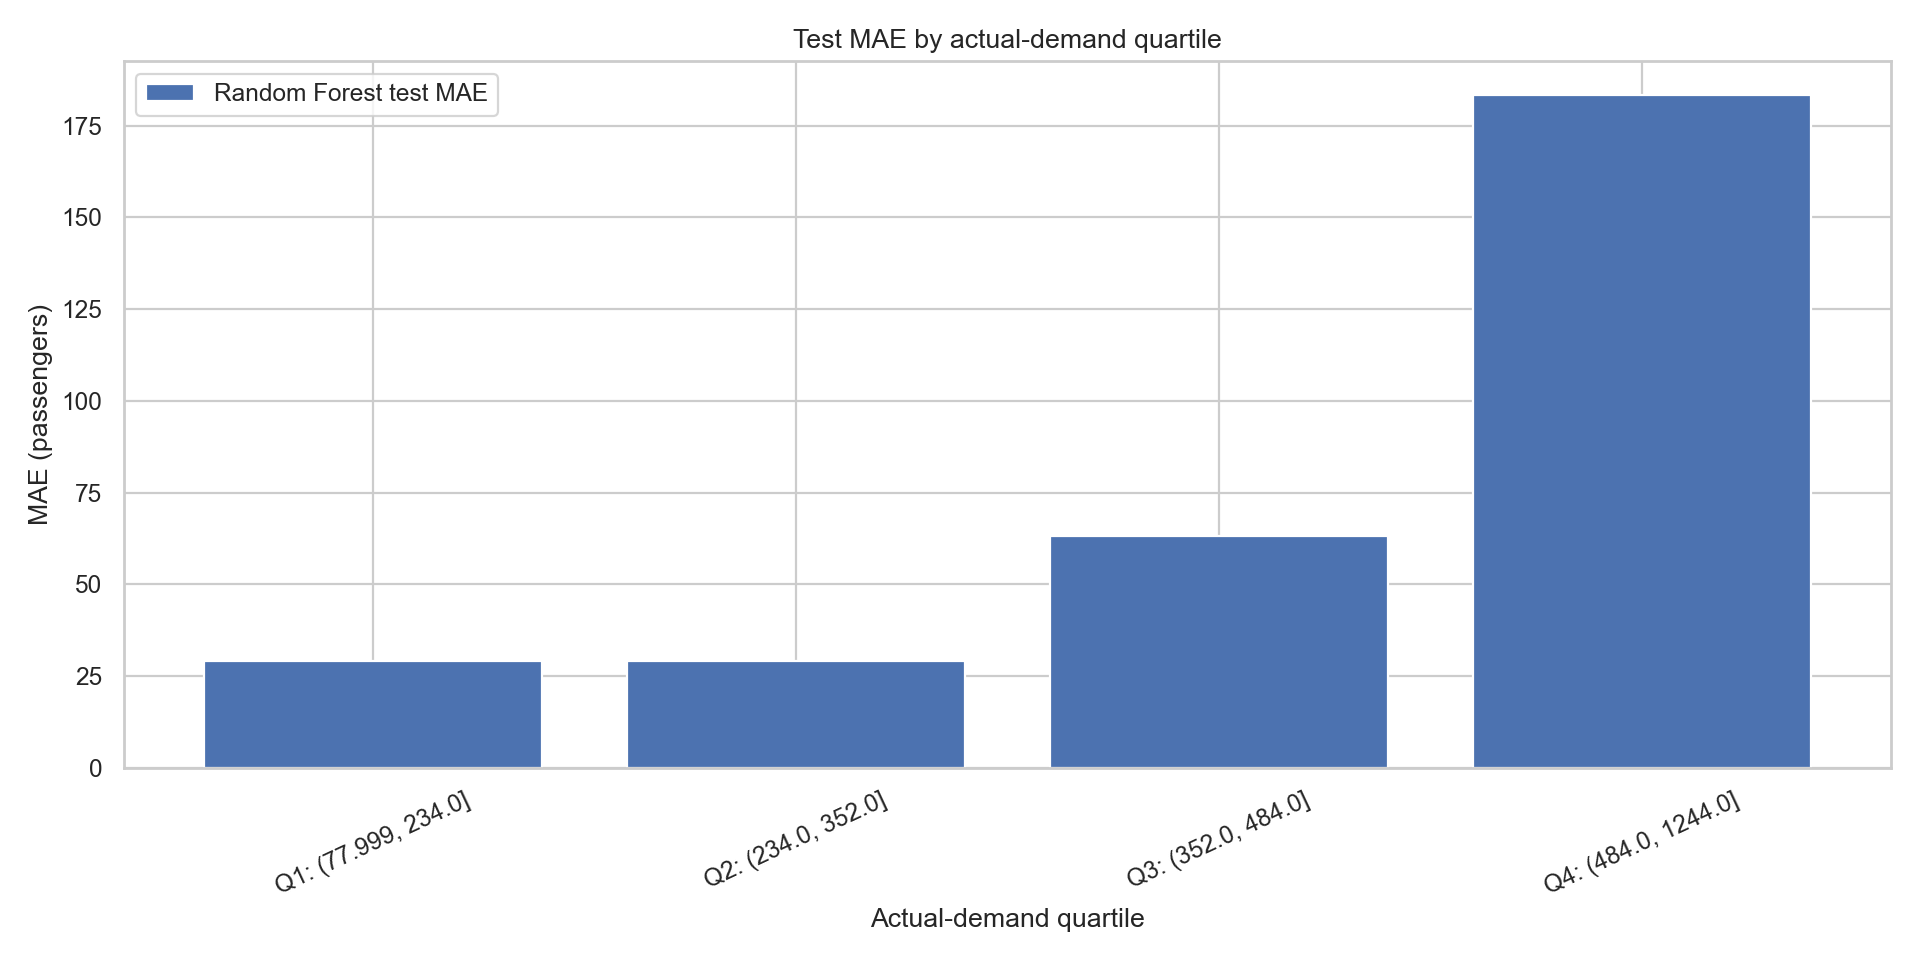 Test MAE by actual-demand quartile
Random Forest test MAE
MAE (passengers)
175
150
125
100
75
50
25
0
Q1: (77.999, 234.0]
Q2: (234.0, 352.0]
Q3: (352.0, 484.0]
Q4: (484.0, 1244.0]
Actual-demand quartile